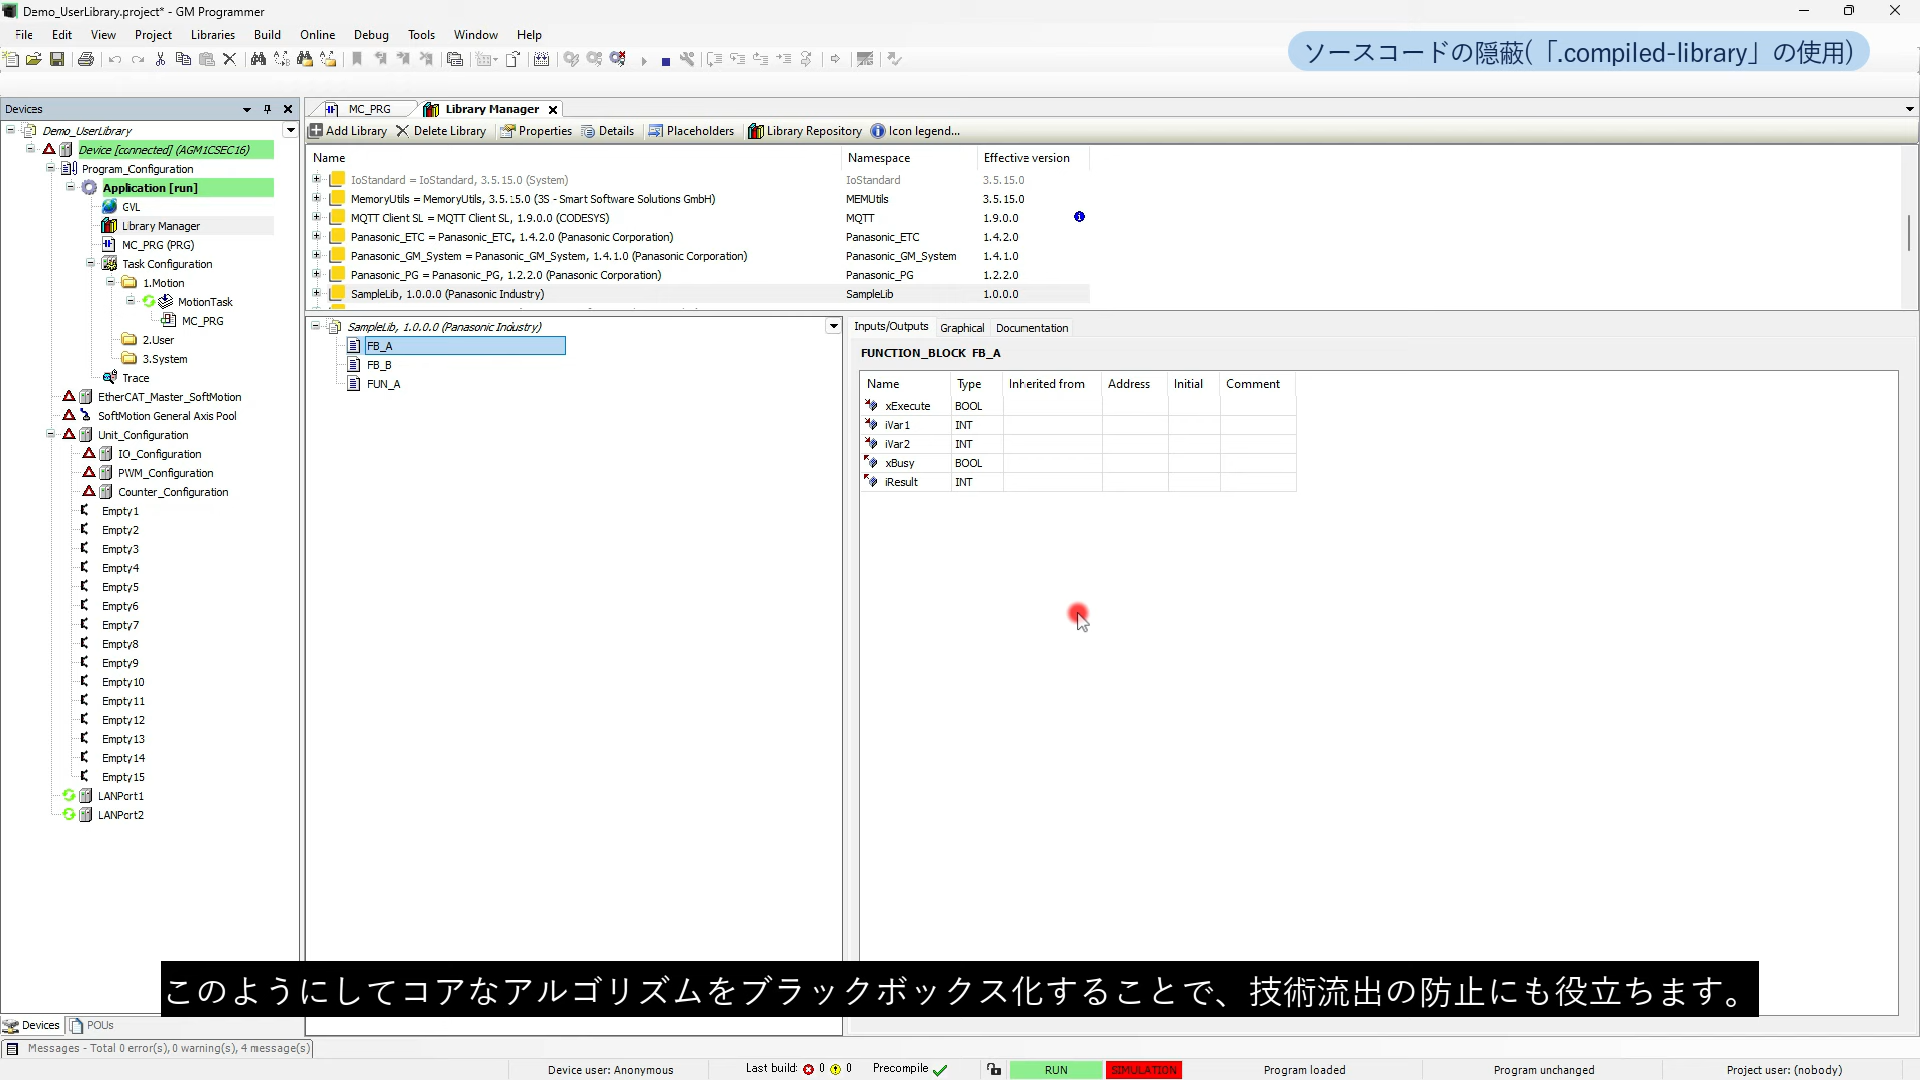 Demo_UserLibrary.project* - GM Programmer
File Edit View Project Libraries Build Online Debug Tools Window Help
ソースコードの隠蔽(「.compiled-library」の使用)
Devices
Demo_UserLibrary
Device [connected] (AGM1CSEC16)
Program_Configuration
Application [run]
GVL
Library Manager
MC_PRG (PRG)
Task Configuration
1.Motion
MotionTask
MC_PRG
2.User
3.System
Trace
EtherCAT_Master_SoftMotion
SoftMotion General Axis Pool
Unit_Configuration
IO_Configuration
PWM_Configuration
Counter_Configuration
Empty1
Empty2
Empty3
Empty4
Empty5
Empty6
Empty7
Empty8
Empty9
Empty10
Empty11
Empty12
Empty13
Empty14
Empty15
LANPort1
LANPort2
Devices POUs
MC_PRG Library Manager
Add Library Delete Library Properties Details Placeholders Library Repository Icon legend...
Name Namespace Effective version
IoStandard = IoStandard, 3.5.15.0 (System) IoStandard 3.5.15.0
MemoryUtils = MemoryUtils, 3.5.15.0 (3S - Smart Software Solutions GmbH) MEMUtils 3.5.15.0
MQTT Client SL = MQTT Client SL, 1.9.0.0 (CODESYS) MQTT 1.9.0.0
Panasonic_ETC = Panasonic_ETC, 1.4.2.0 (Panasonic Corporation) Panasonic_ETC 1.4.2.0
Panasonic_GM_System = Panasonic_GM_System, 1.4.1.0 (Panasonic Corporation) Panasonic_GM_System 1.4.1.0
Panasonic_PG = Panasonic_PG, 1.2.2.0 (Panasonic Corporation) Panasonic_PG 1.2.2.0
SampleLib, 1.0.0.0 (Panasonic Industry) SampleLib 1.0.0.0
SampleLib, 1.0.0.0 (Panasonic Industry)
FB_A
FB_B
FUN_A
Inputs/Outputs Graphical Documentation
FUNCTION_BLOCK FB_A
Name Type Inherited from Address Initial Comment
xExecute BOOL
iVar1 INT
iVar2 INT
xBusy BOOL
iResult INT
このようにしてコアなアルゴリズムをブラックボックス化することで、技術流出の防止にも役立ちます。
Messages - Total 0 error(s), 0 warning(s), 4 message(s)
Device user: Anonymous Last build: 0 0 Precompile RUN SIMULATION Program loaded Program unchanged Project user: (nobody)